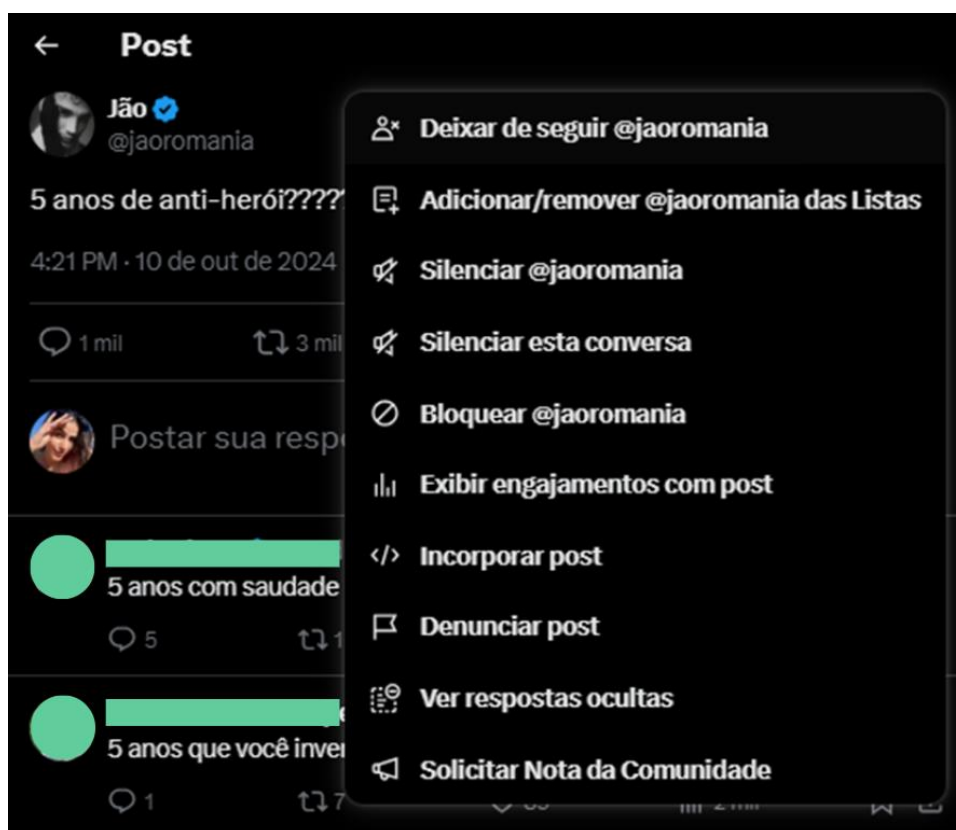 Post
Jão
@jaoromania
5 anos de anti-herói????
4:21 PM · 10 de out de 2024
1 mil
3 mil
Postar sua
5 anos com saudade
5
5 anos que você
1
7
Deixar de seguir @jaoromania
Adicionar/remover @jaoromania das Listas
Silenciar @jaoromania
Silenciar esta conversa
Bloquear @jaoromania
Exibir engajamentos com post
Incorporar post
Denunciar post
Ver respostas ocultas
Solicitar Nota da Comunidade